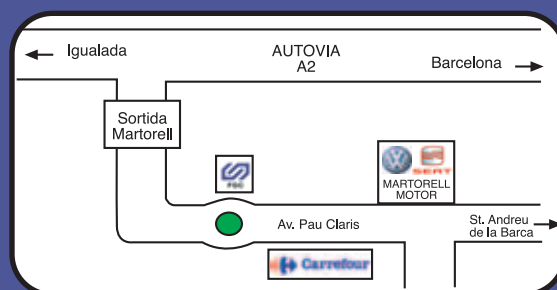 Igualada
AUTOVIA
A2
Barcelona
Sortida
Martorell
FGC
SEAT
MARTORELL
MOTOR
Av. Pau Claris
St. Andreu
de la Barca
Carrefour